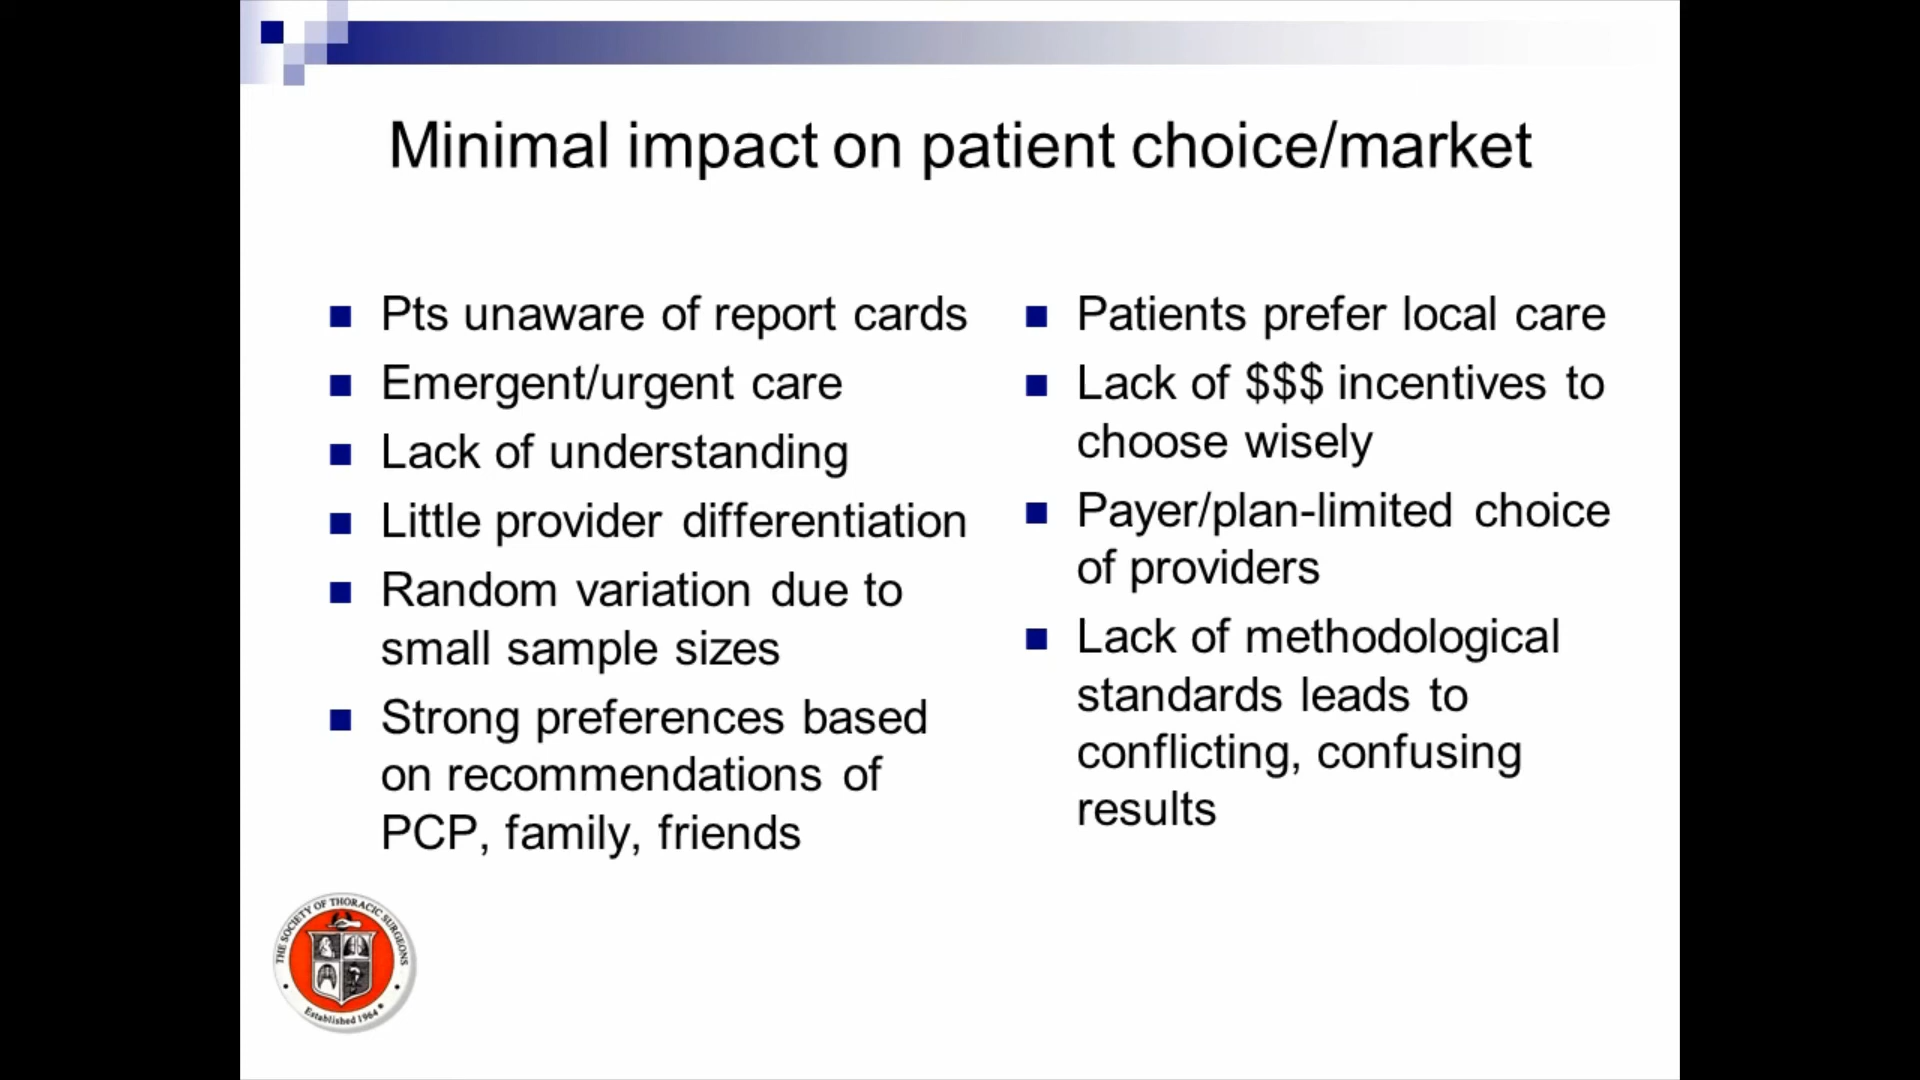 Minimal impact on patient choice/market
Pts unaware of report cards
Emergent/urgent care
Lack of understanding
Little provider differentiation
Random variation due to
small sample sizes
Strong preferences based
on recommendations of
PCP, family, friends
Patients prefer local care
Lack of $$$ incentives to
choose wisely
Payer/plan-limited choice
of providers
Lack of methodological
standards leads to
conflicting, confusing
results
THE SOCIETY OF THORACIC SURGEONS
Established 1964